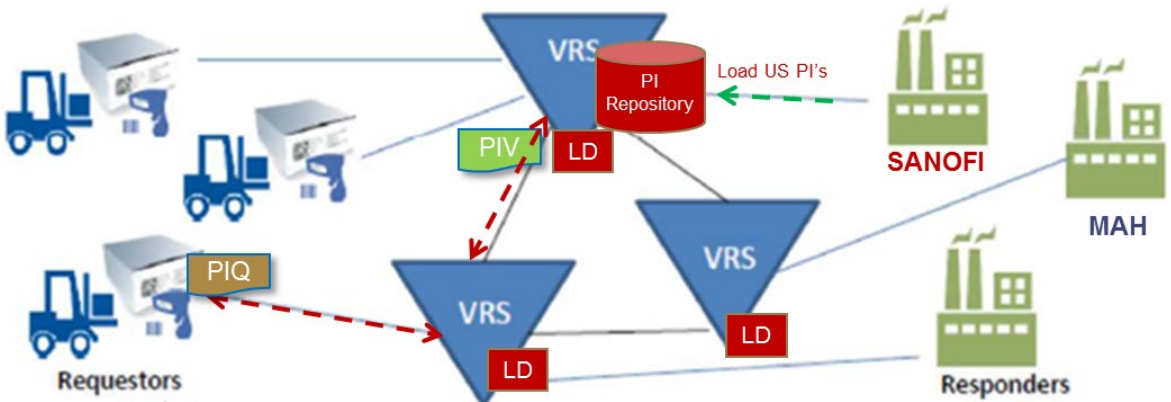 VRS
PI
Repository
Load US PI's
SANOFI
MAH
PIV
LD
VRS
LD
PIQ
VRS
LD
Requestors
Responders